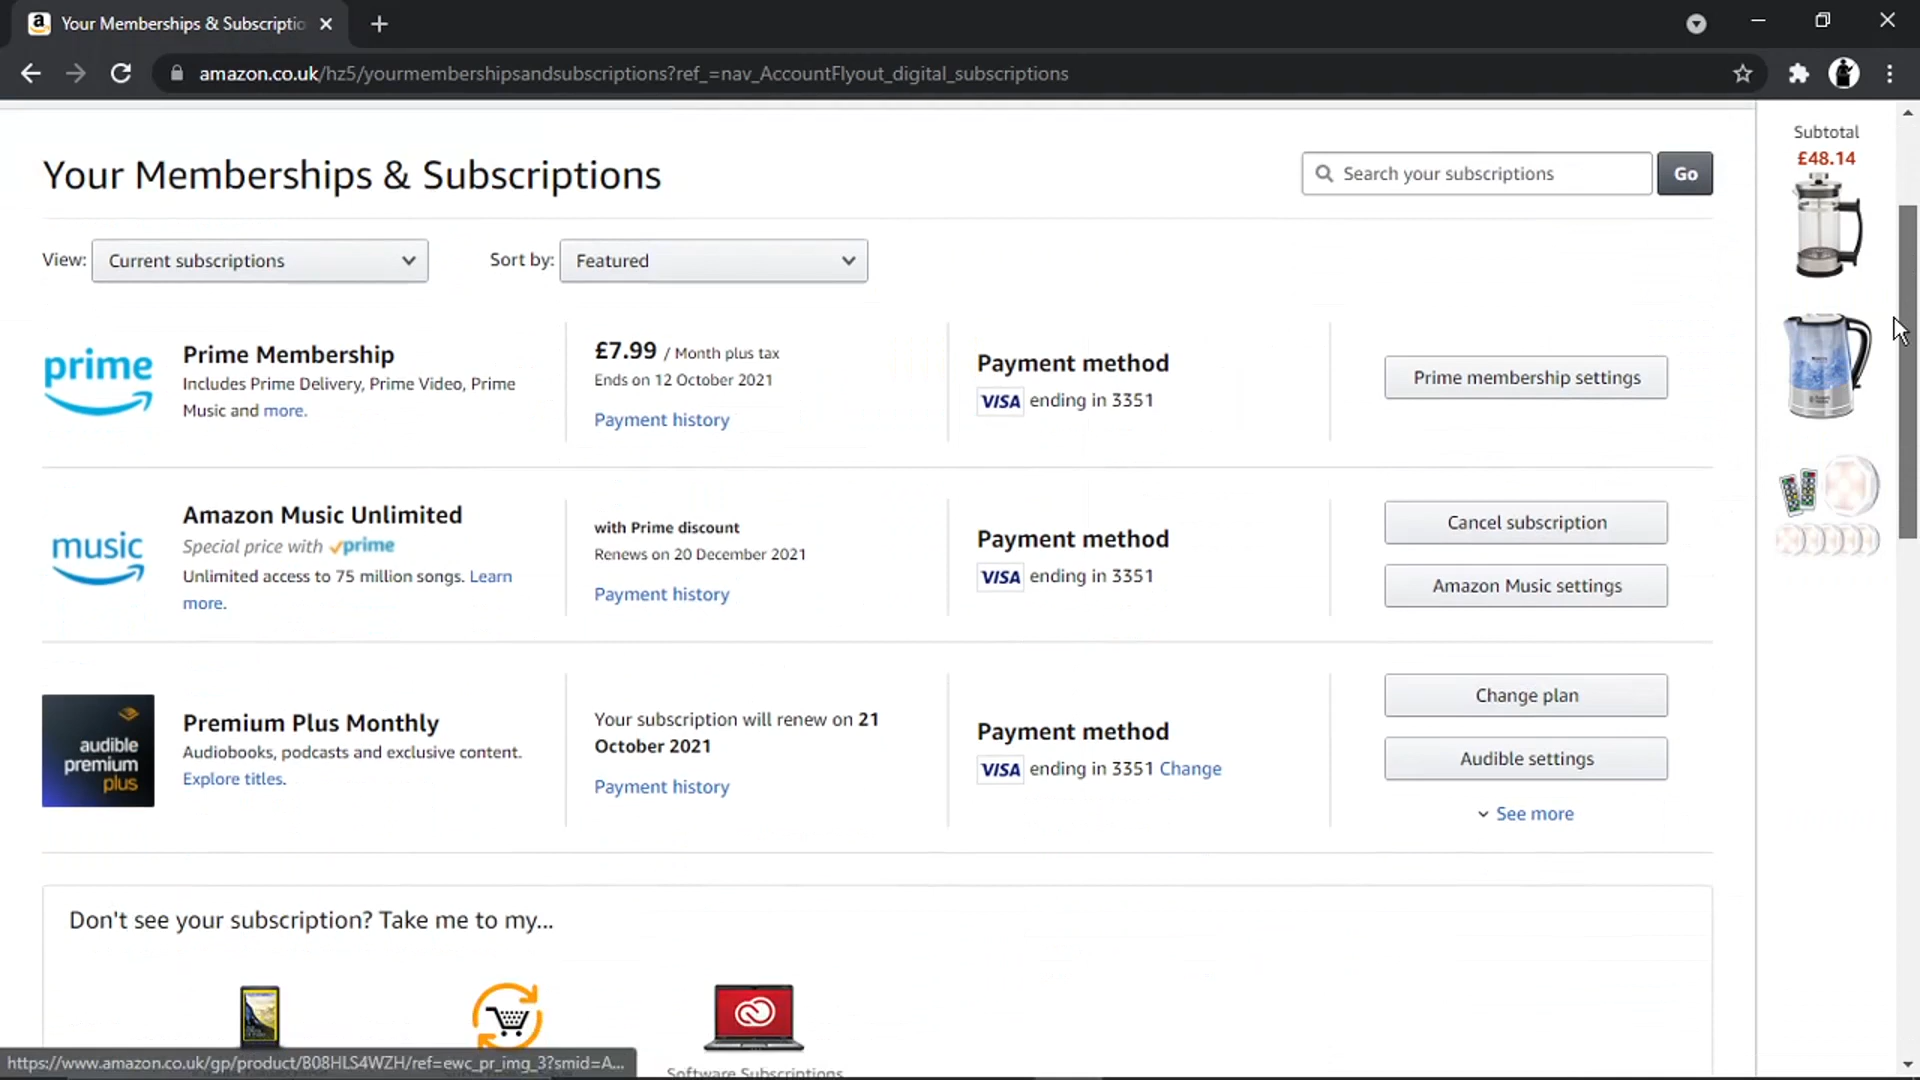 Your Memberships & Subscriptio
amazon.co.uk/hz5/yourmembershipsandsubscriptions?ref_=nav_AccountFlyout_digital_subscriptions
Subtotal
£48.14
Your Memberships & Subscriptions
Search your subscriptions
Go
View: Current subscriptions
Sort by: Featured
prime
Prime Membership
Includes Prime Delivery, Prime Video, Prime
Music and more.
£7.99 / Month plus tax
Ends on 12 October 2021
Payment history
Payment method
VISA ending in 3351
Prime membership settings
music
Amazon Music Unlimited
Special price with prime
Unlimited access to 75 million songs. Learn
more.
with Prime discount
Renews on 20 December 2021
Payment history
Payment method
VISA ending in 3351
Cancel subscription
Amazon Music settings
audible
premium
plus
Premium Plus Monthly
Audiobooks, podcasts and exclusive content.
Explore titles.
Your subscription will renew on 21
October 2021
Payment history
Payment method
VISA ending in 3351 Change
Change plan
Audible settings
See more
Don't see your subscription? Take me to my...
https://www.amazon.co.uk/gp/product/B08HLS4WZH/ref=ewc_pr_img_3?smid=A...
Software Subscriptions